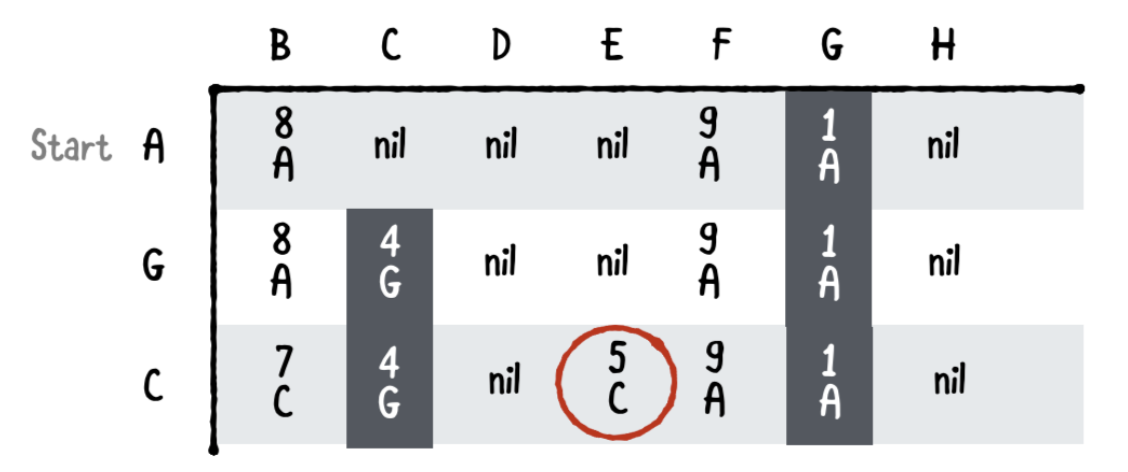 B C D E F G H
Start A 8 A nil nil nil 9 A 1 A nil
G 8 A 4 G nil nil 9 A 1 A nil
C 7 C 4 G nil 5 C 9 A 1 A nil